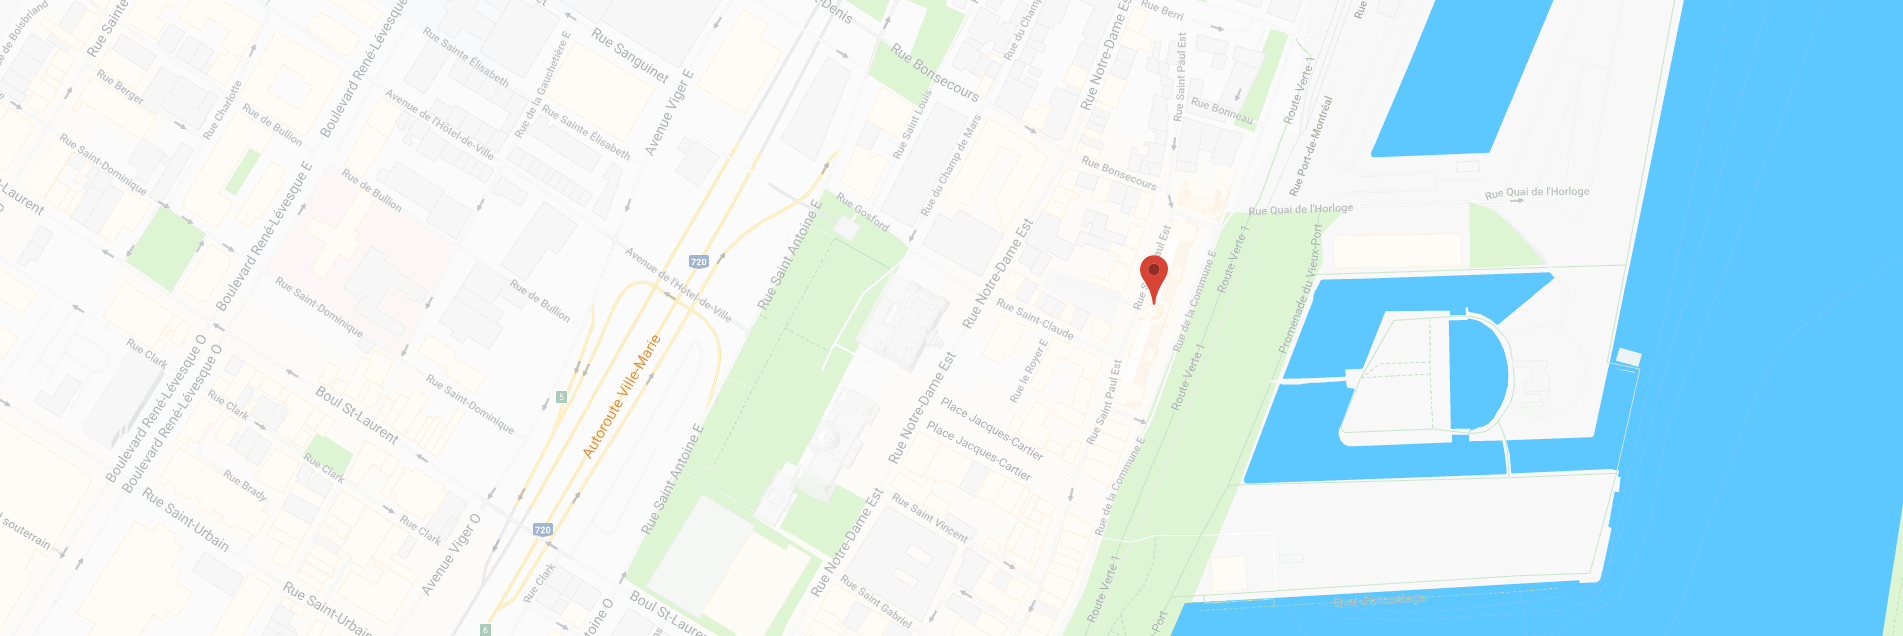 de Boisbriand
Rue Sainte
Boulevard René-Lévesque
Rue Sainte Élisabeth
Rue de la Gauchetière E
Rue Sanguinet
Denis
Rue Bonsecours
Rue du Champ
Rue Notre-Dame Est
Rue Berri
Rue Saint Paul Est
Rue
Rue Berger
Rue Charlotte
Rue de Bullion
Avenue de l'Hôtel-de-Ville
Rue Sainte Élisabeth
Avenue Viger E
Rue Saint Louis
Rue du Champ de Mars
Rue Bonneau
Route Verte 1
Rue Port-de-Montréal
Rue Saint-Dominique
-Laurent
Boulevard René-Lévesque E
Rue de Bullion
Rue Bonsecours
Rue Gosford
Rue Saint Antoine E
Rue Quai de l'Horloge
Rue Quai de l'Horloge
720
Avenue de l'Hôtel-de-Ville
Rue Notre-Dame Est
Paul Est
Rue de la Commune E
Route Verte 1
Promenade du Vieux-Port
Rue Saint-Dominique
Rue de Bullion
Rue Saint-Claude
Rue Clark
Boulevard René-Lévesque O
Boulevard René-Lévesque O
Autoroute Ville-Marie
Rue le Royer E
Rue Notre-Dame Est
Rue Saint Paul Est
Route Verte 1
Rue Clark
Boul St-Laurent
Rue Saint-Dominique
5
Place Jacques-Cartier
Place Jacques-Cartier
Rue Clark
Rue Brady
Rue Saint Antoine E
Rue de la Commune E
Rue Saint-Urbain
Rue Clark
Avenue Viger O
720
Rue Saint Vincent
Rue Notre-Dame Est
souterrain
Rue Clark
Rue Saint-Urbain
Boul St-Laurent
toine O
Rue Saint Gabriel
Route Verte 1
-Port
Quai d'accostage
6